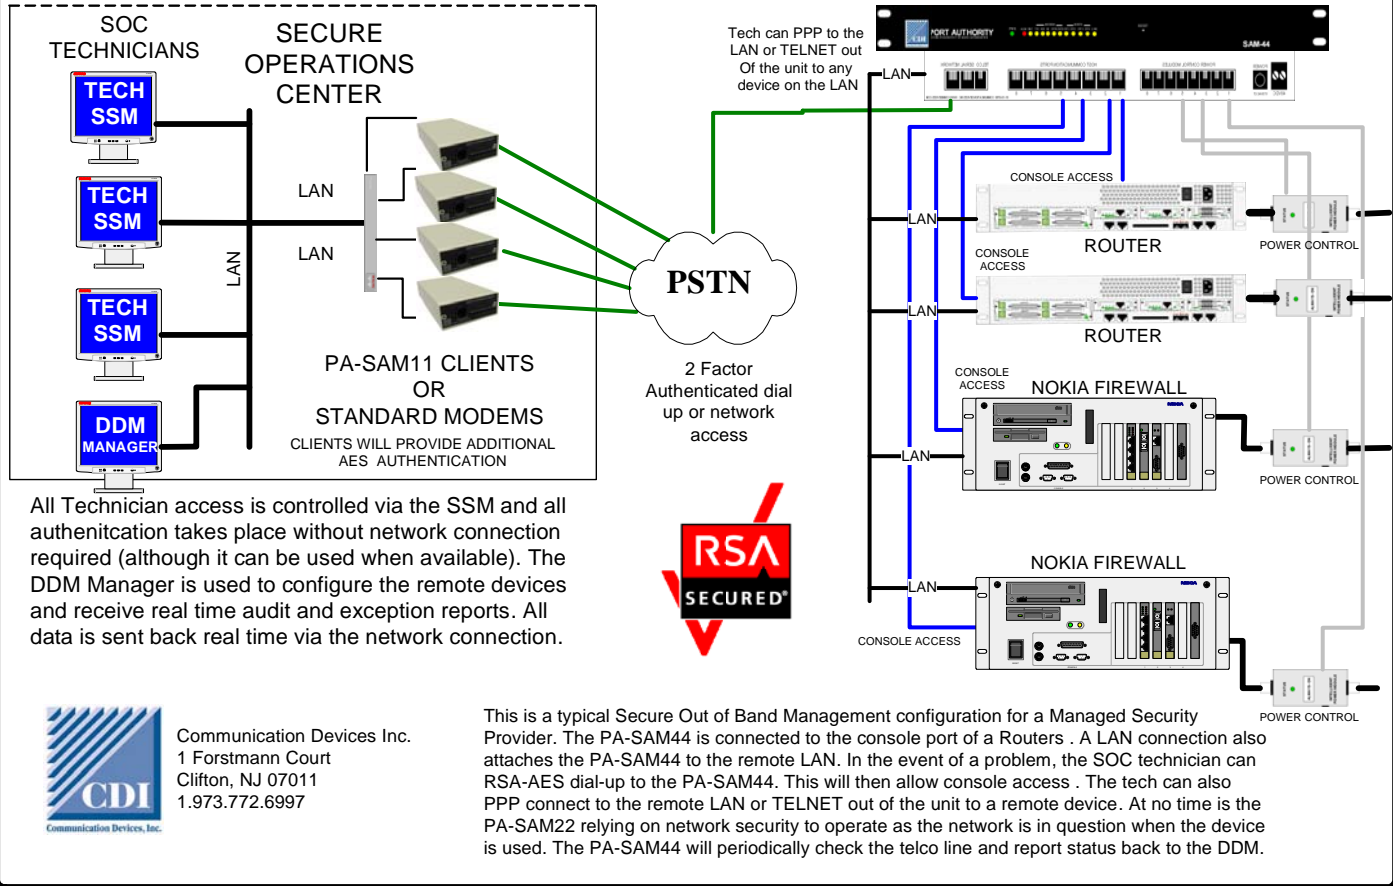 SOC
TECHNICIANS
SECURE
OPERATIONS
CENTER
TECH
SSM
TECH
SSM
TECH
SSM
DDM
MANAGER
LAN
LAN
LAN
PA-SAM11 CLIENTS
OR
STANDARD MODEMS
CLIENTS WILL PROVIDE ADDITIONAL
AES AUTHENTICATION
PSTN
2 Factor
Authenticated dial
up or network
access
Tech can PPP to the
LAN or TELNET out
Of the unit to any
device on the LAN
CDI
PORT AUTHORITY
SAM-44
LAN
CONSOLE ACCESS
LAN
ROUTER
POWER CONTROL
CONSOLE
ACCESS
LAN
ROUTER
CONSOLE
ACCESS
NOKIA FIREWALL
NOKIA
LAN
POWER CONTROL
NOKIA FIREWALL
NOKIA
LAN
CONSOLE ACCESS
POWER CONTROL
All Technician access is controlled via the SSM and all
authenitcation takes place without network connection
required (although it can be used when available). The
DDM Manager is used to configure the remote devices
and receive real time audit and exception reports. All
data is sent back real time via the network connection.
RSA
SECURED®
CDI
Communication Devices, Inc.
Communication Devices Inc.
1 Forstmann Court
Clifton, NJ 07011
1.973.772.6997
This is a typical Secure Out of Band Management configuration for a Managed Security
Provider. The PA-SAM44 is connected to the console port of a Routers . A LAN connection also
attaches the PA-SAM44 to the remote LAN. In the event of a problem, the SOC technician can
RSA-AES dial-up to the PA-SAM44. This will then allow console access . The tech can also
PPP connect to the remote LAN or TELNET out of the unit to a remote device. At no time is the
PA-SAM22 relying on network security to operate as the network is in question when the device
is used. The PA-SAM44 will periodically check the telco line and report status back to the DDM.